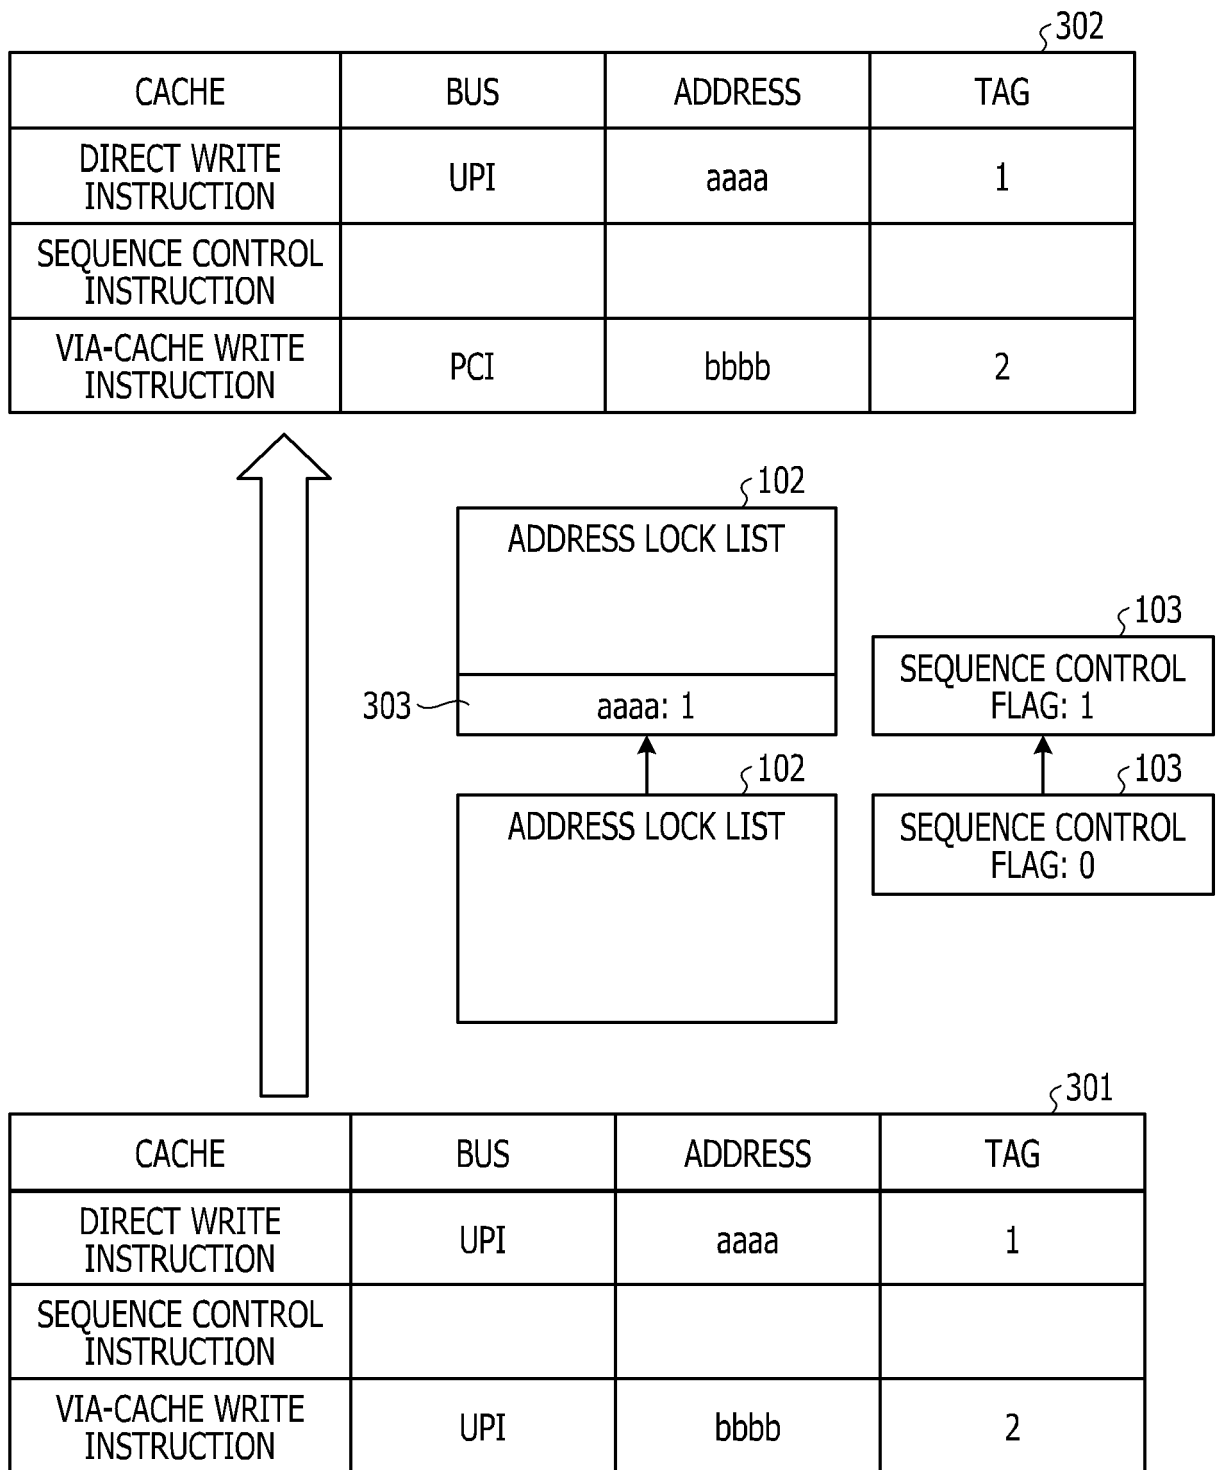 302
CACHE BUS ADDRESS TAG
DIRECT WRITE
INSTRUCTION UPI aaaa 1
SEQUENCE CONTROL
INSTRUCTION
VIA-CACHE WRITE
INSTRUCTION PCI bbbb 2
102
ADDRESS LOCK LIST
303 aaaa: 1
103
SEQUENCE CONTROL
FLAG: 1
102
ADDRESS LOCK LIST
103
SEQUENCE CONTROL
FLAG: 0
301
CACHE BUS ADDRESS TAG
DIRECT WRITE
INSTRUCTION UPI aaaa 1
SEQUENCE CONTROL
INSTRUCTION
VIA-CACHE WRITE
INSTRUCTION UPI bbbb 2